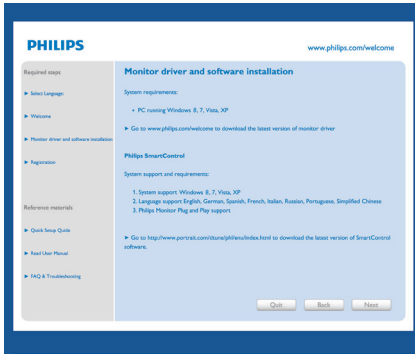 PHILIPS
www.philips.com/welcome
Required steps
Select Language:
Welcome
Monitor driver and software installation
Registration
Reference materials
Quick Setup Quide
Read User Manual
FAQ & Troubleshooting
Monitor driver and software installation
System requirements:
• PC running Windows 8, 7, Vista, XP
Go to www.philips.com/welcome to download the latest version of monitor driver
Philips SmartControl
System support and requirements:
1. System support Windows 8, 7, Vista, XP
2. Language support English, German, Spanish, French, Italian, Russian, Portuguese, Simplified Chinese
3. Philips Monitor Plug and Play support
Go to http://www.portrait.com/dtune/phil/enu/index.html to download the latest version of SmartControl
software.
Quit
Back
Next